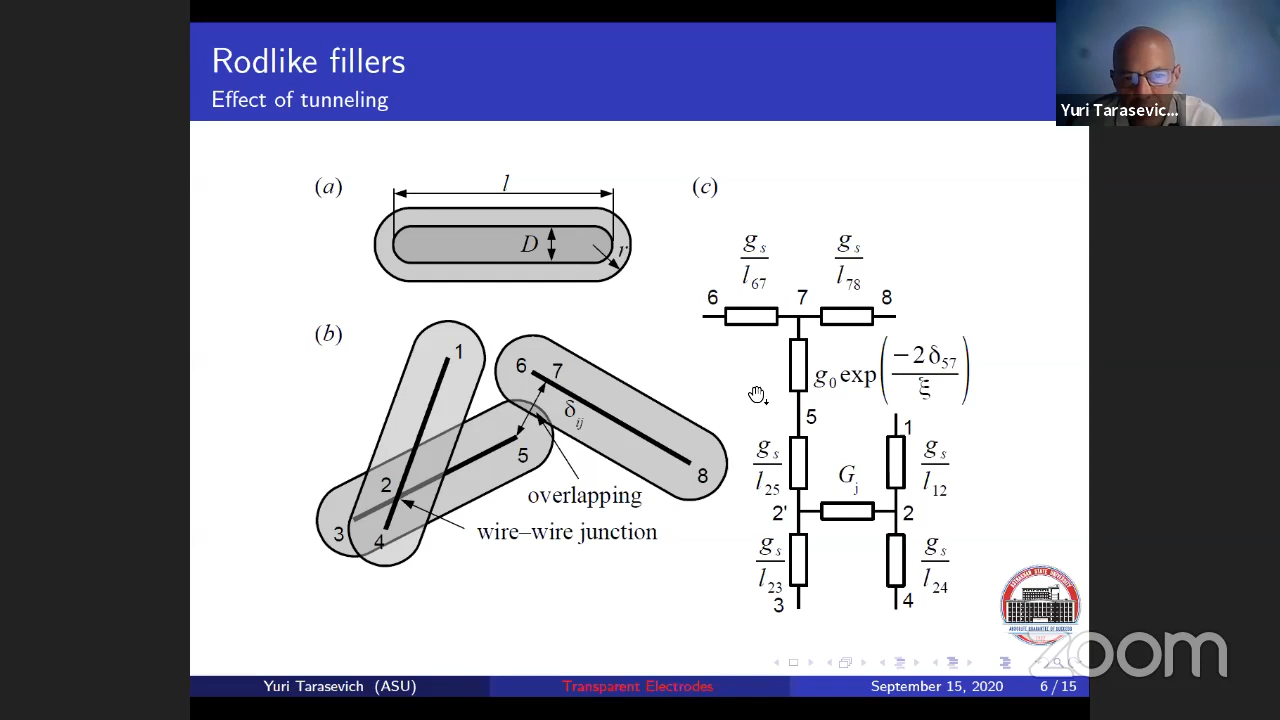 Rodlike fillers
Effect of tunneling
Yuri Tarasevic...
(a)
l
D
r
(b)
1
2
3
4
5
6
7
8
δij
overlapping
wire–wire junction
(c)
gs/l67
gs/l78
6
7
8
g0 exp(−2δ57/ξ)
5
1
gs/l25
Gj
gs/l12
2'
2
gs/l23
gs/l24
3
4
zoom
Yuri Tarasevich (ASU)
Transparent Electrodes
September 15, 2020
6 / 15